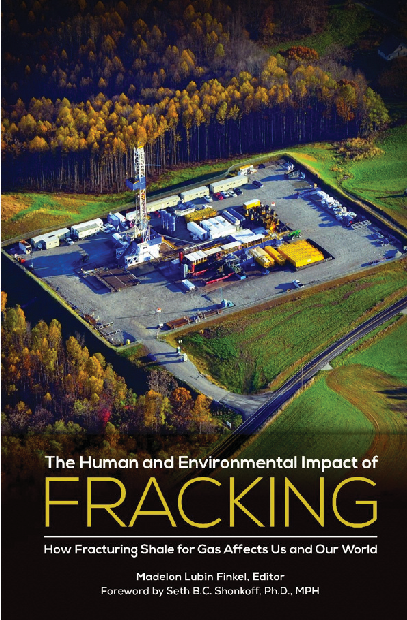 The Human and Environmental Impact of
FRACKING
How Fracturing Shale for Gas Affects Us and Our World
Madelon Lubin Finkel, Editor
Foreword by Seth B.C. Shonkoff, Ph.D., MPH